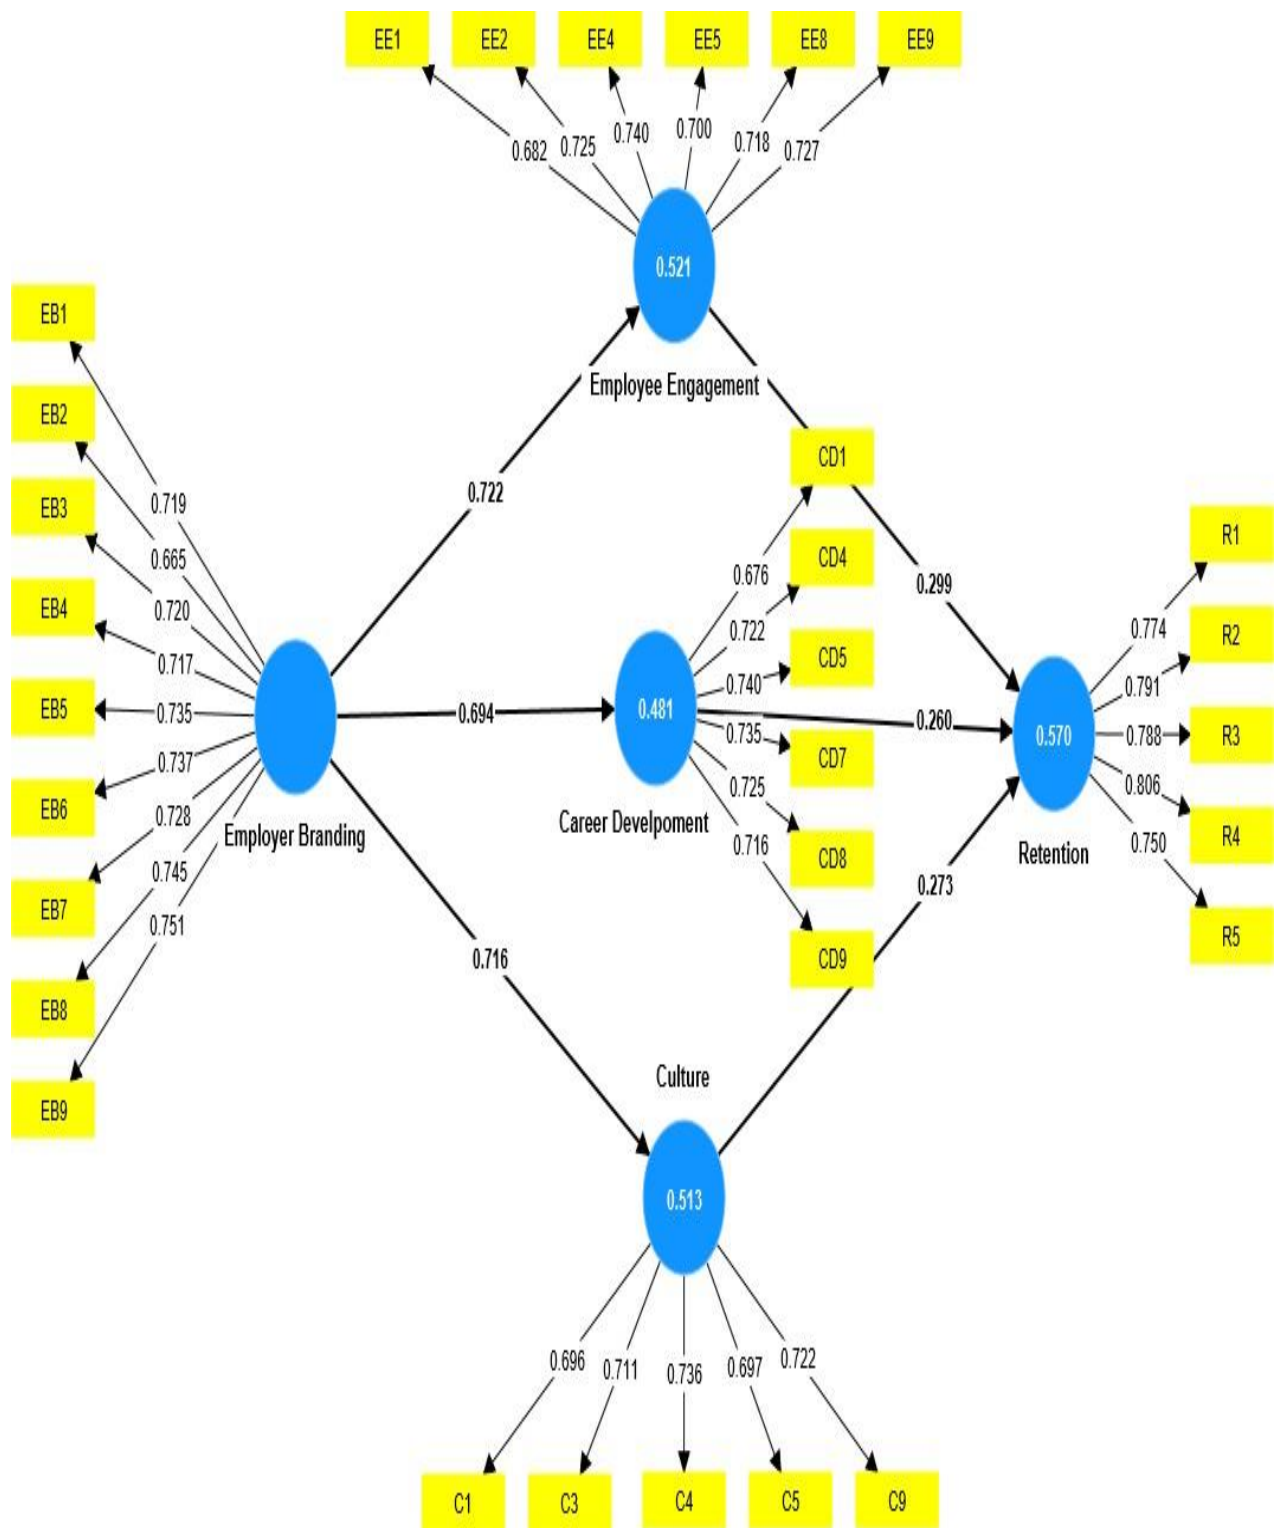 EE1 EE2 EE4 EE5 EE8 EE9
0.682 0.725 0.740 0.700 0.718 0.727
0.521
Employee Engagement
EB1
EB2
EB3
EB4
EB5
EB6
EB7
EB8
EB9
0.719
0.665
0.720
0.717
0.735
0.737
0.728
0.745
0.751
Employer Branding
0.722
0.694
0.716
0.481
Career Develpoment
CD1
CD4
CD5
CD7
CD8
CD9
0.676
0.722
0.740
0.735
0.725
0.716
0.299
0.260
0.273
0.570
Retention
0.774
0.791
0.788
0.806
0.750
R1
R2
R3
R4
R5
Culture
0.513
0.696 0.711 0.736 0.697 0.722
C1 C3 C4 C5 C9